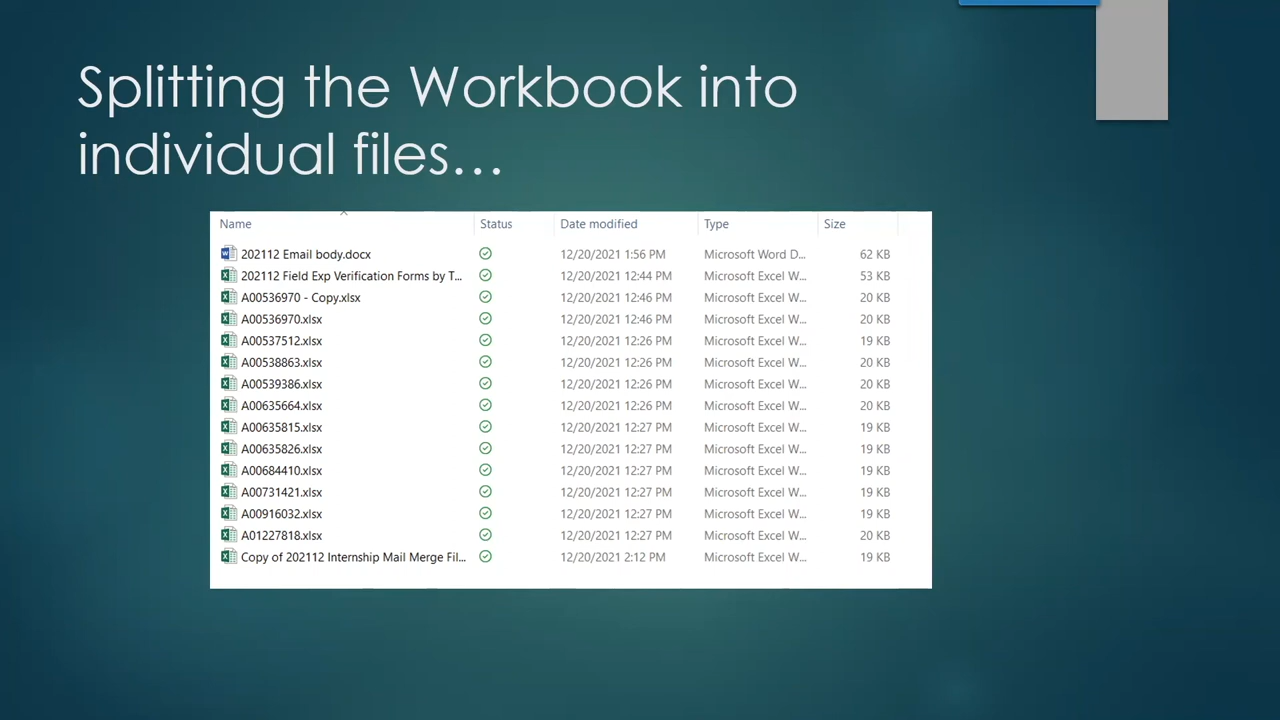 Splitting the Workbook into
individual files…
Name Status Date modified Type Size
202112 Email body.docx 12/20/2021 1:56 PM Microsoft Word D... 62 KB
202112 Field Exp Verification Forms by T... 12/20/2021 12:44 PM Microsoft Excel W... 53 KB
A00536970 - Copy.xlsx 12/20/2021 12:46 PM Microsoft Excel W... 20 KB
A00536970.xlsx 12/20/2021 12:46 PM Microsoft Excel W... 20 KB
A00537512.xlsx 12/20/2021 12:26 PM Microsoft Excel W... 19 KB
A00538863.xlsx 12/20/2021 12:26 PM Microsoft Excel W... 20 KB
A00539386.xlsx 12/20/2021 12:26 PM Microsoft Excel W... 20 KB
A00635664.xlsx 12/20/2021 12:26 PM Microsoft Excel W... 20 KB
A00635815.xlsx 12/20/2021 12:27 PM Microsoft Excel W... 19 KB
A00635826.xlsx 12/20/2021 12:27 PM Microsoft Excel W... 19 KB
A00684410.xlsx 12/20/2021 12:27 PM Microsoft Excel W... 19 KB
A00731421.xlsx 12/20/2021 12:27 PM Microsoft Excel W... 19 KB
A00916032.xlsx 12/20/2021 12:27 PM Microsoft Excel W... 19 KB
A01227818.xlsx 12/20/2021 12:27 PM Microsoft Excel W... 20 KB
Copy of 202112 Internship Mail Merge Fil... 12/20/2021 2:12 PM Microsoft Excel W... 19 KB